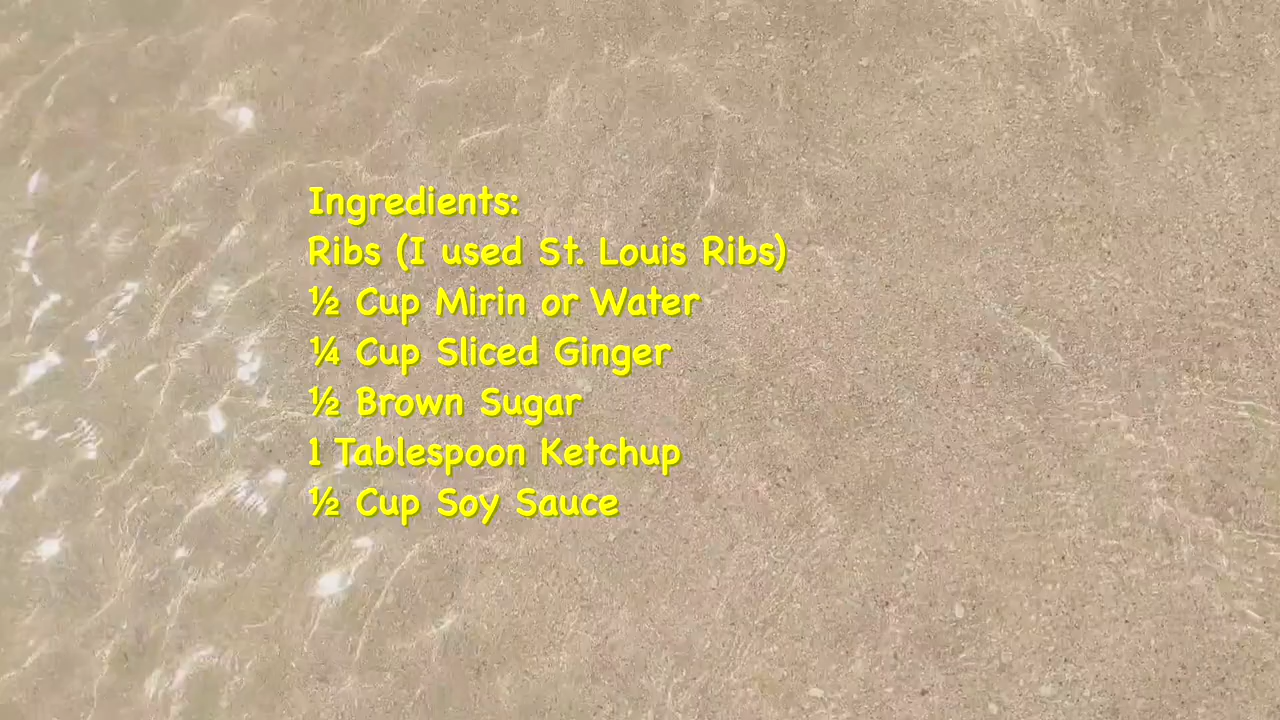 Ingredients:
Ribs (I used St. Louis Ribs)
½ Cup Mirin or Water
¼ Cup Sliced Ginger
½ Brown Sugar
1 Tablespoon Ketchup
½ Cup Soy Sauce